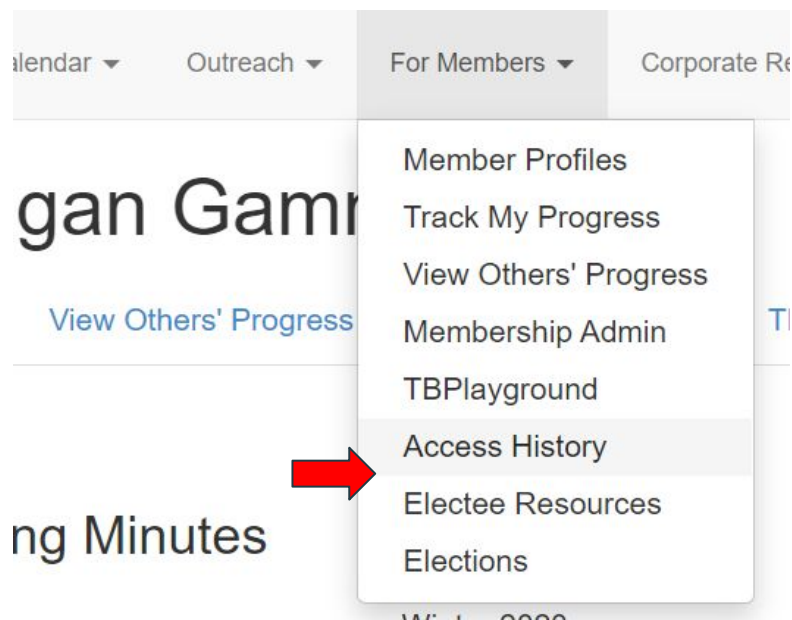 alendar Outreach For Members Corporate Re
Member Profiles
gan Gamm
Track My Progress
View Others' Progress
View Others' Progress
Membership Admin
TBPlayground
Access History
Electee Resources
ng Minutes
Elections